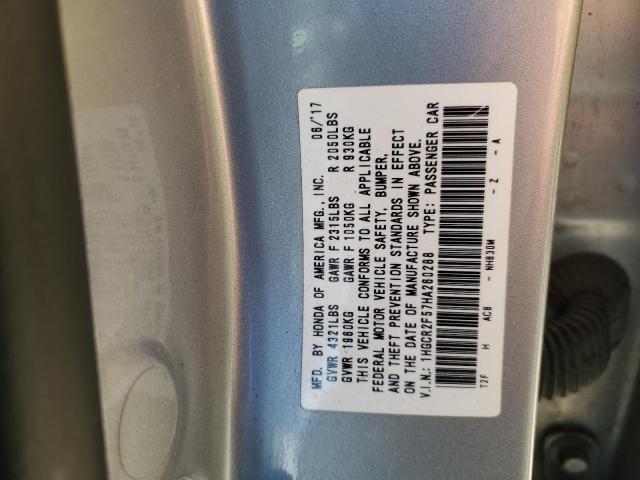 MFD. BY HONDA OF AMERICA MFG., INC. 06/'17
GVWR 4321LBS GAWR F 2315LBS R 2050LBS
GVWR 1960KG GAWR F 1050KG R 930KG
THIS VEHICLE CONFORMS TO ALL APPLICABLE
FEDERAL MOTOR VEHICLE SAFETY, BUMPER,
AND THEFT PREVENTION STANDARDS IN EFFECT
ON THE DATE OF MANUFACTURE SHOWN ABOVE.
V.I.N.: 1HGCR2F57HA260288 TYPE: PASSENGER CAR
T2F H AC8 - NH830M - Z - A